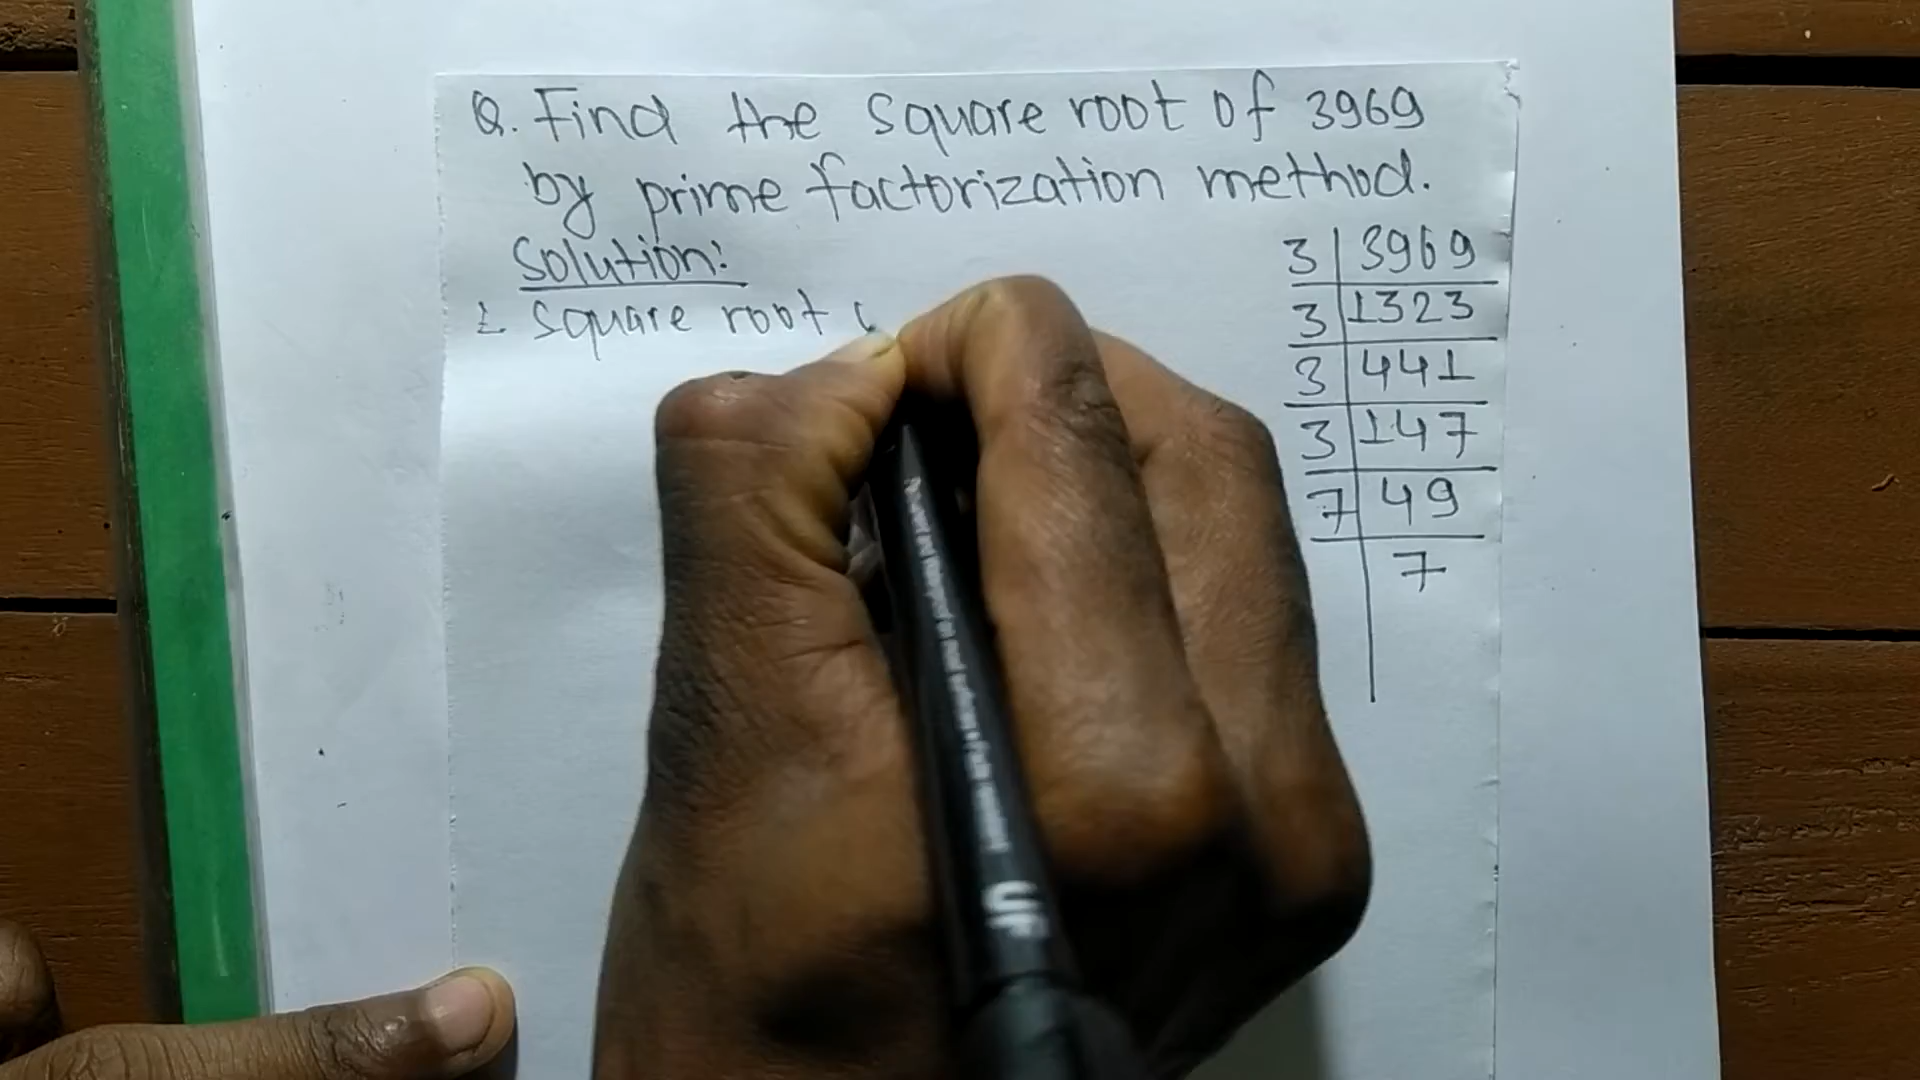 Q. Find the square root of 3969
by prime factorization method.
Solution:
square root
3 3969
3 1323
3 441
3 147
7 49
7
UF